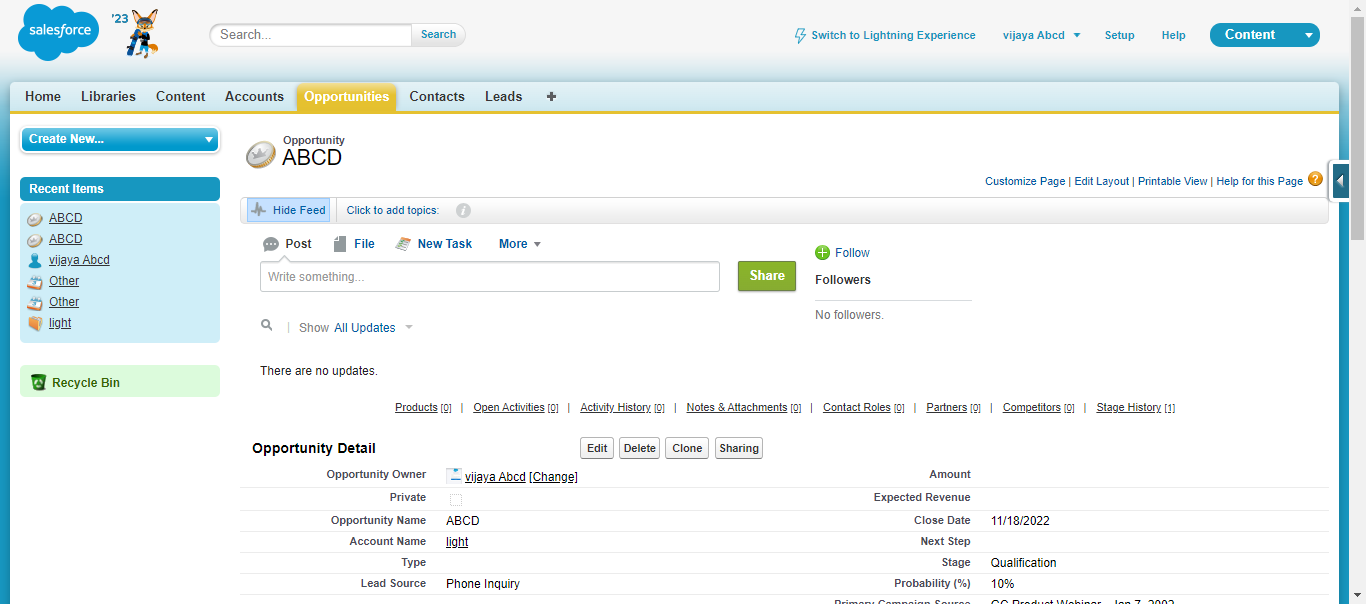 salesforce
'23
Search...
Search
Switch to Lightning Experience
vijaya Abcd
Setup
Help
Content
Home
Libraries
Content
Accounts
Opportunities
Contacts
Leads
+
Create New...
Recent Items
ABCD
ABCD
vijaya Abcd
Other
Other
light
Recycle Bin
Opportunity
ABCD
Customize Page | Edit Layout | Printable View | Help for this Page ?
Hide Feed
Click to add topics:
i
Post
File
New Task
More
Write something...
Share
Follow
Followers
No followers.
Show All Updates
There are no updates.
Products [0] | Open Activities [0] | Activity History [0] | Notes & Attachments [0] | Contact Roles [0] | Partners [0] | Competitors [0] | Stage History [1]
Opportunity Detail
Edit
Delete
Clone
Sharing
Opportunity Owner vijaya Abcd [Change]
Amount
Private
Expected Revenue
Opportunity Name ABCD
Close Date 11/18/2022
Account Name light
Next Step
Type
Stage Qualification
Lead Source Phone Inquiry
Probability (%) 10%
Primary Campaign Source GC Product Webinar - Jan 7, 2002